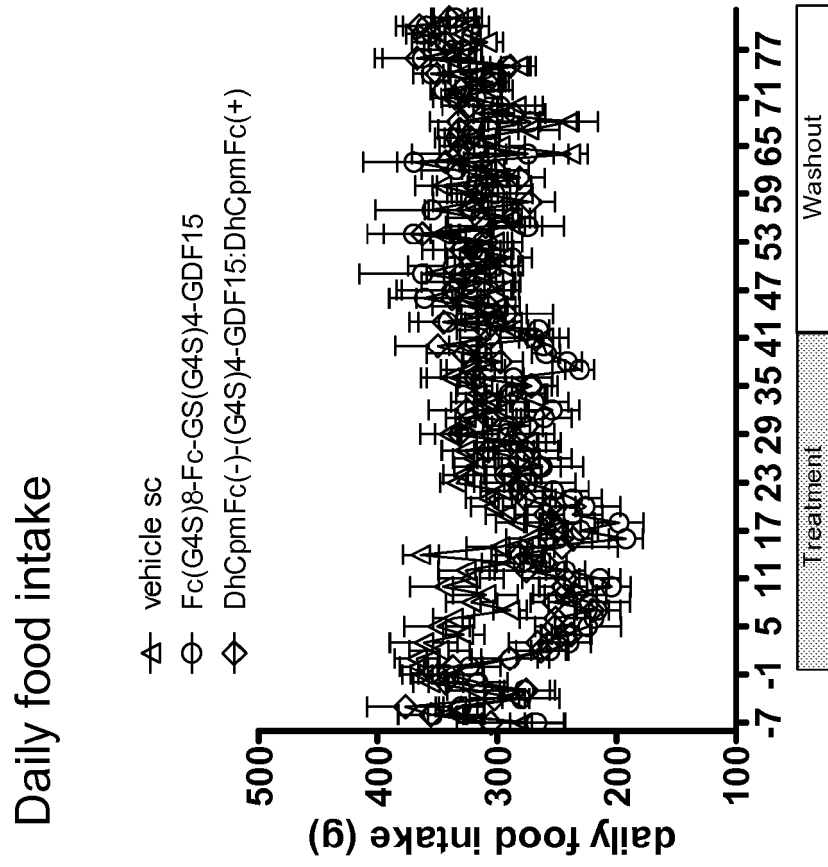 Daily food intake
vehicle sc
Fc(G4S)8-Fc-GS(G4S)4-GDF15
DhCpmFc(-)-(G4S)4-GDF15:DhCpmFc(+)
daily food intake (g)
500
400
300
200
100
-7 -1 5 11 17 23 29 35 41 47 53 59 65 71 77
Treatment Washout